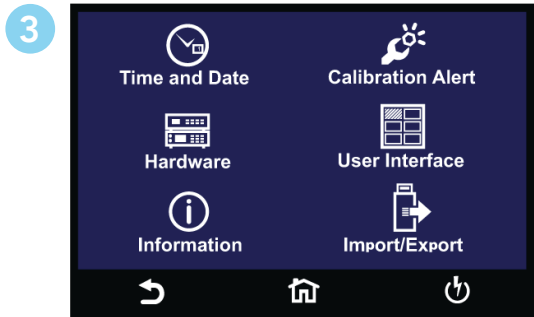 3
Time and Date
Calibration Alert
Hardware
User Interface
Information
Import/Export